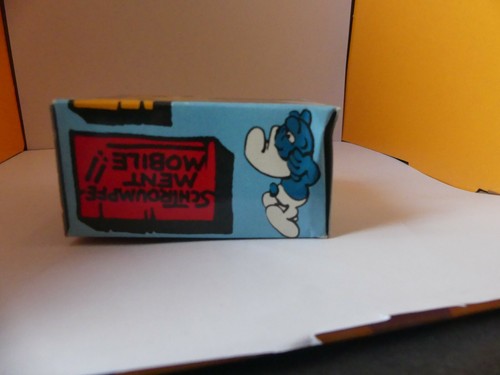 SCHTROUMPFE-
MENT
MOBILE !!